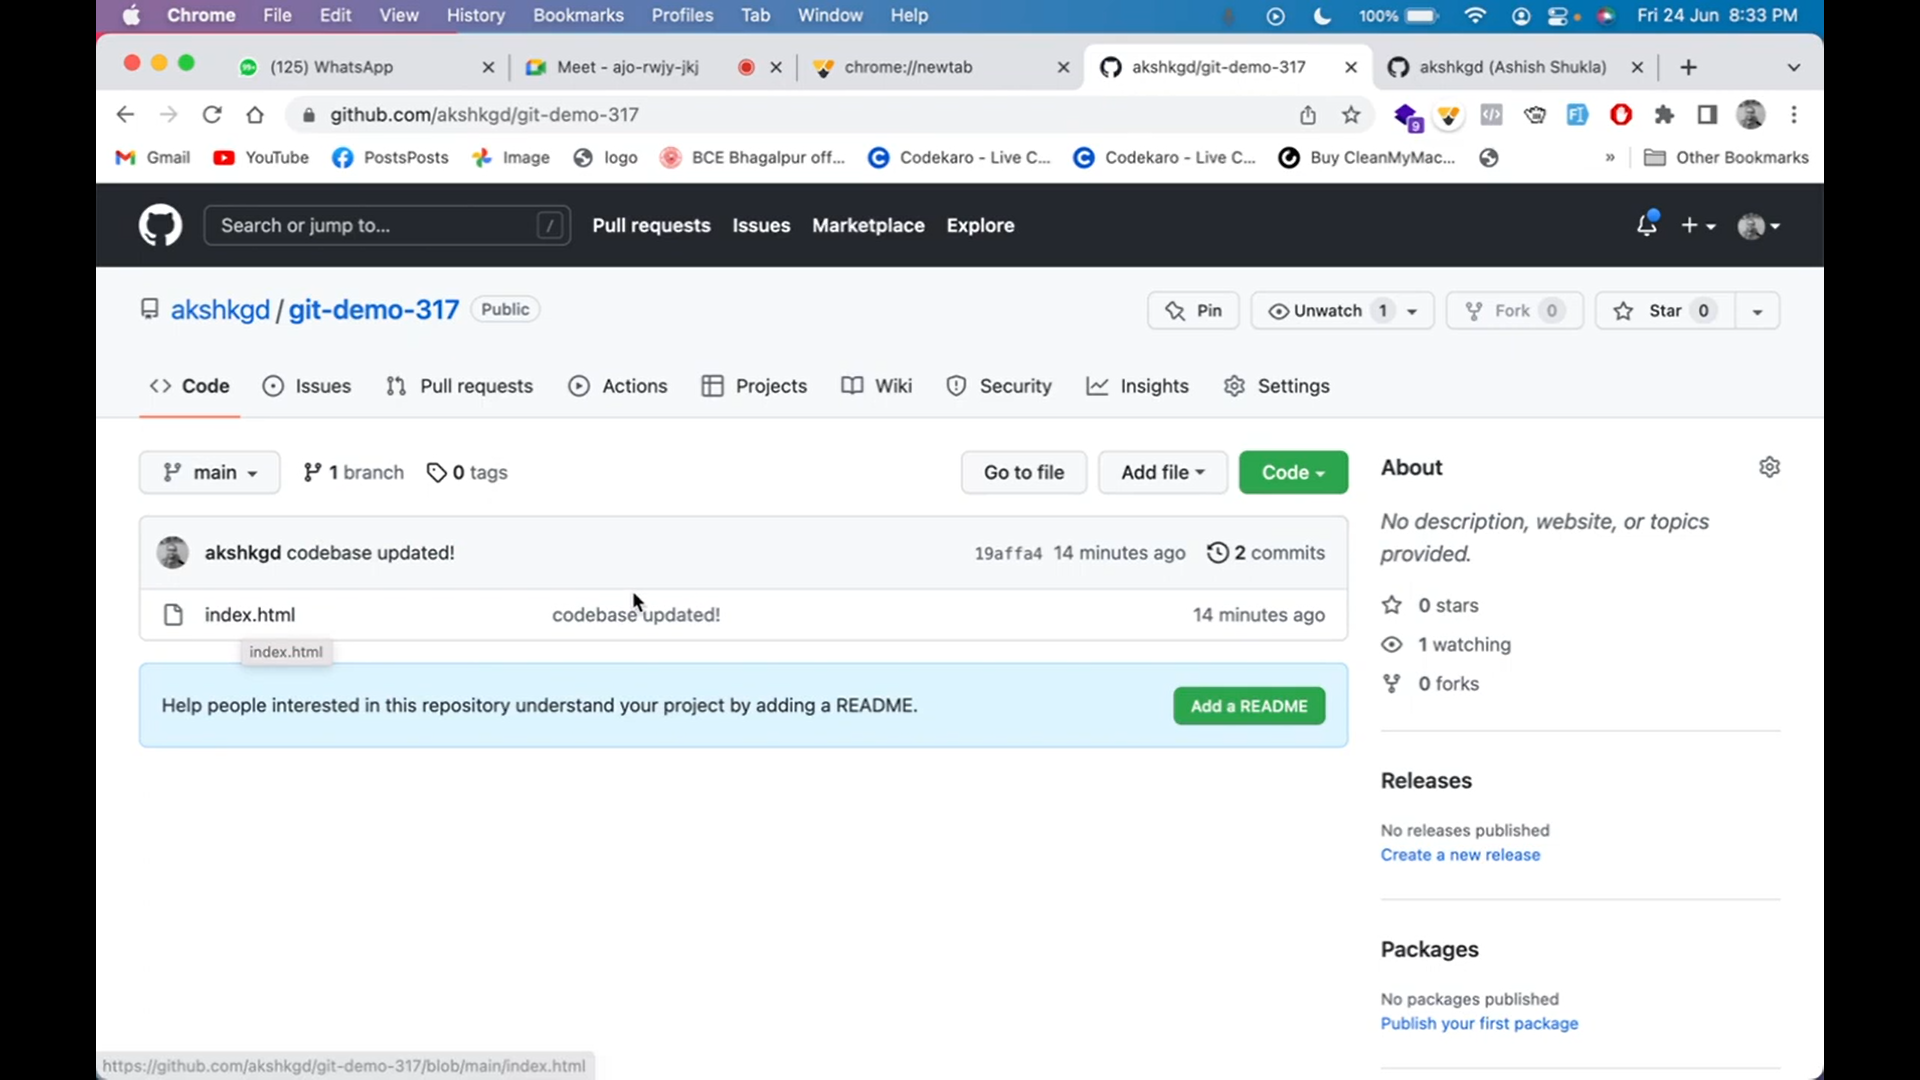 Chrome File Edit View History Bookmarks Profiles Tab Window Help 100% Fri 24 Jun 8:33 PM
(125) WhatsApp Meet - ajo-rwjy-jkj chrome://newtab akshkgd/git-demo-317 akshkgd (Ashish Shukla)
github.com/akshkgd/git-demo-317 9
Gmail YouTube PostsPosts Image logo BCE Bhagalpur off... Codekaro - Live C... Codekaro - Live C... Buy CleanMyMac... » Other Bookmarks
Search or jump to... / Pull requests Issues Marketplace Explore
akshkgd / git-demo-317 Public Pin Unwatch 1 Fork 0 Star 0
Code Issues Pull requests Actions Projects Wiki Security Insights Settings
main 1 branch 0 tags Go to file Add file Code
akshkgd codebase updated! 19affa4 14 minutes ago 2 commits
index.html codebase updated! 14 minutes ago
index.html
Help people interested in this repository understand your project by adding a README. Add a README
About
No description, website, or topics
provided.
0 stars
1 watching
0 forks
Releases
No releases published
Create a new release
Packages
No packages published
Publish your first package
https://github.com/akshkgd/git-demo-317/blob/main/index.html